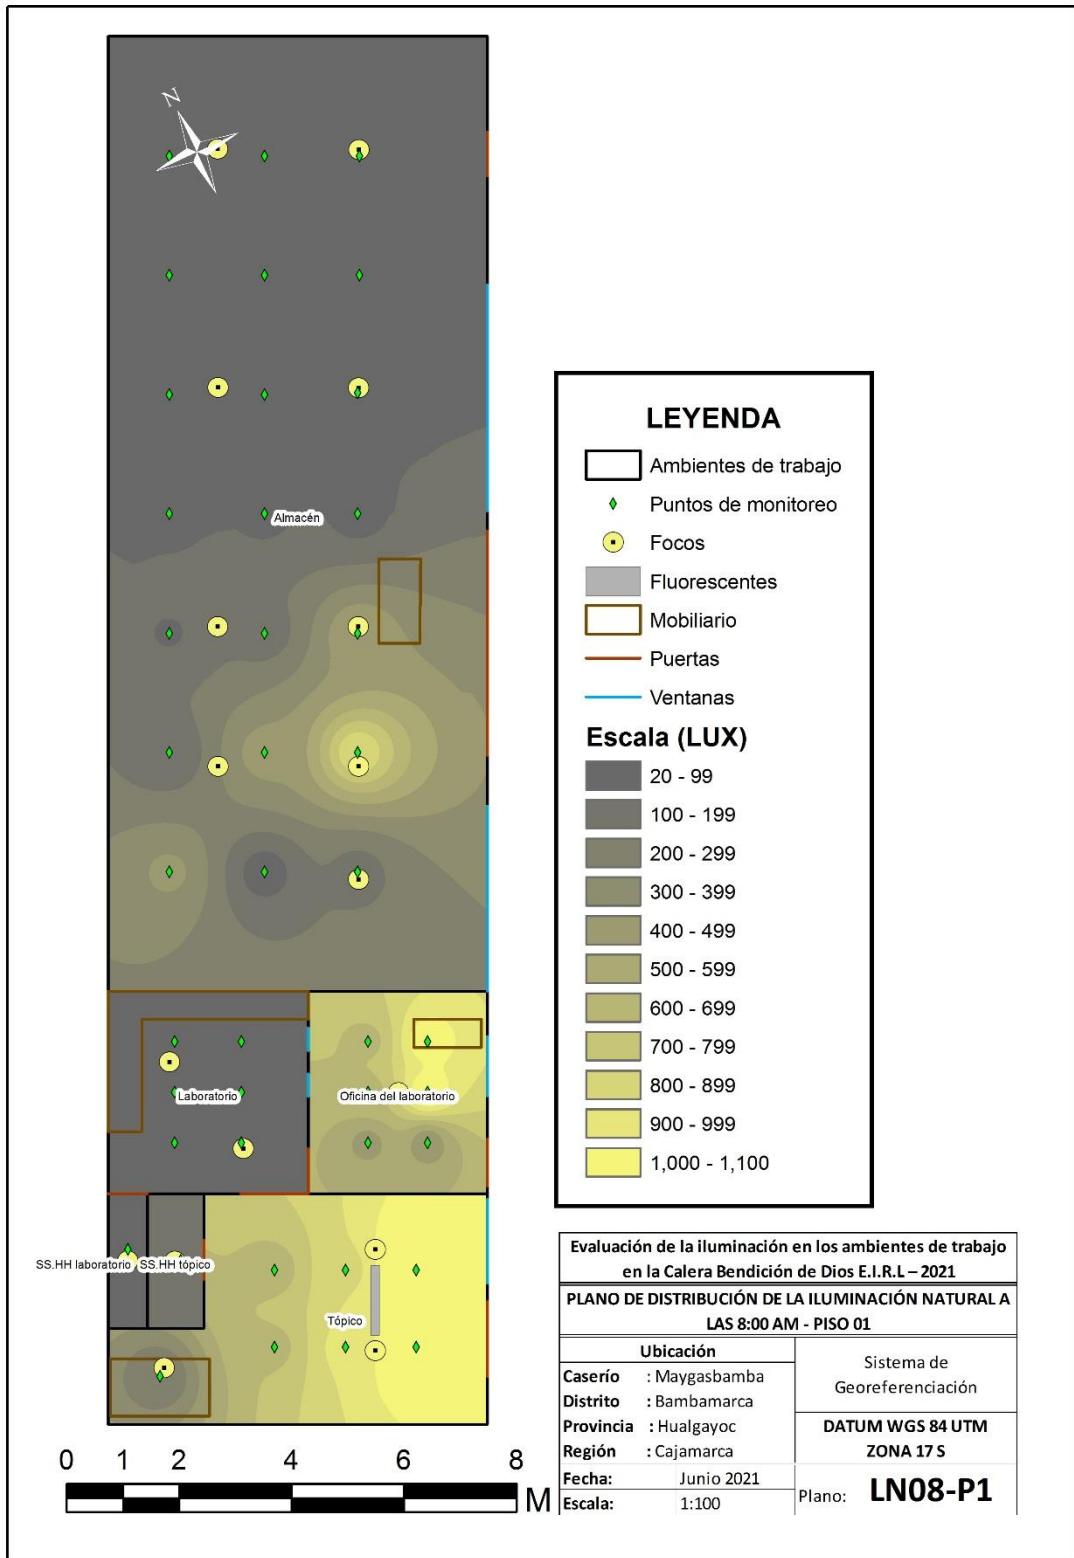 N
Almacén
Laboratorio
Oficina del laboratorio
SS.HH laboratorio
SS.HH tópico
Tópico
0 1 2 4 6 8
M
LEYENDA
Ambientes de trabajo
Puntos de monitoreo
Focos
Fluorescentes
Mobiliario
Puertas
Ventanas
Escala (LUX)
20 - 99
100 - 199
200 - 299
300 - 399
400 - 499
500 - 599
600 - 699
700 - 799
800 - 899
900 - 999
1,000 - 1,100
Evaluación de la iluminación en los ambientes de trabajo
en la Calera Bendición de Dios E.I.R.L – 2021
PLANO DE DISTRIBUCIÓN DE LA ILUMINACIÓN NATURAL A
LAS 8:00 AM - PISO 01
Ubicación
Caserío : Maygasbamba
Distrito : Bambamarca
Provincia : Hualgayoc
Región : Cajamarca
Sistema de
Georeferenciación
DATUM WGS 84 UTM
ZONA 17 S
Fecha: Junio 2021
Escala: 1:100
Plano: LN08-P1